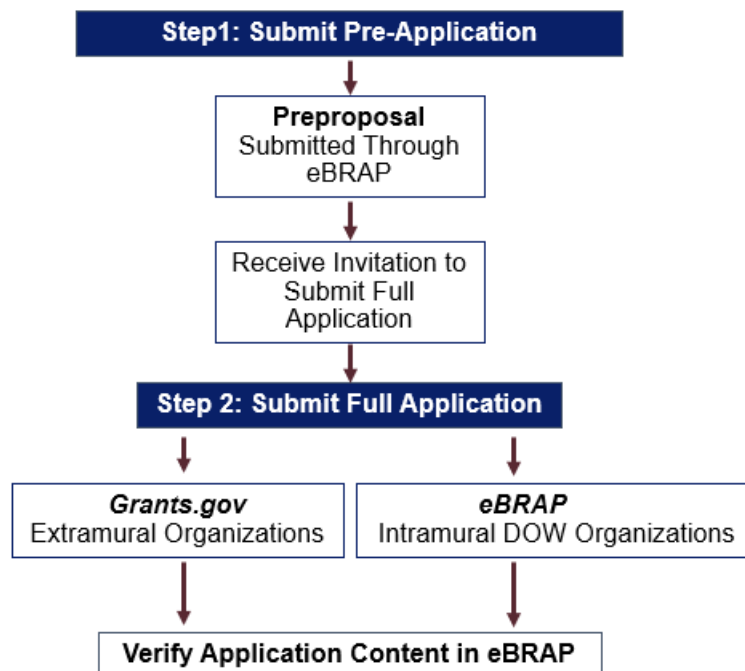 Step1: Submit Pre-Application
Preproposal
Submitted Through
eBRAP
Receive Invitation to
Submit Full
Application
Step 2: Submit Full Application
Grants.gov
Extramural Organizations
eBRAP
Intramural DOW Organizations
Verify Application Content in eBRAP